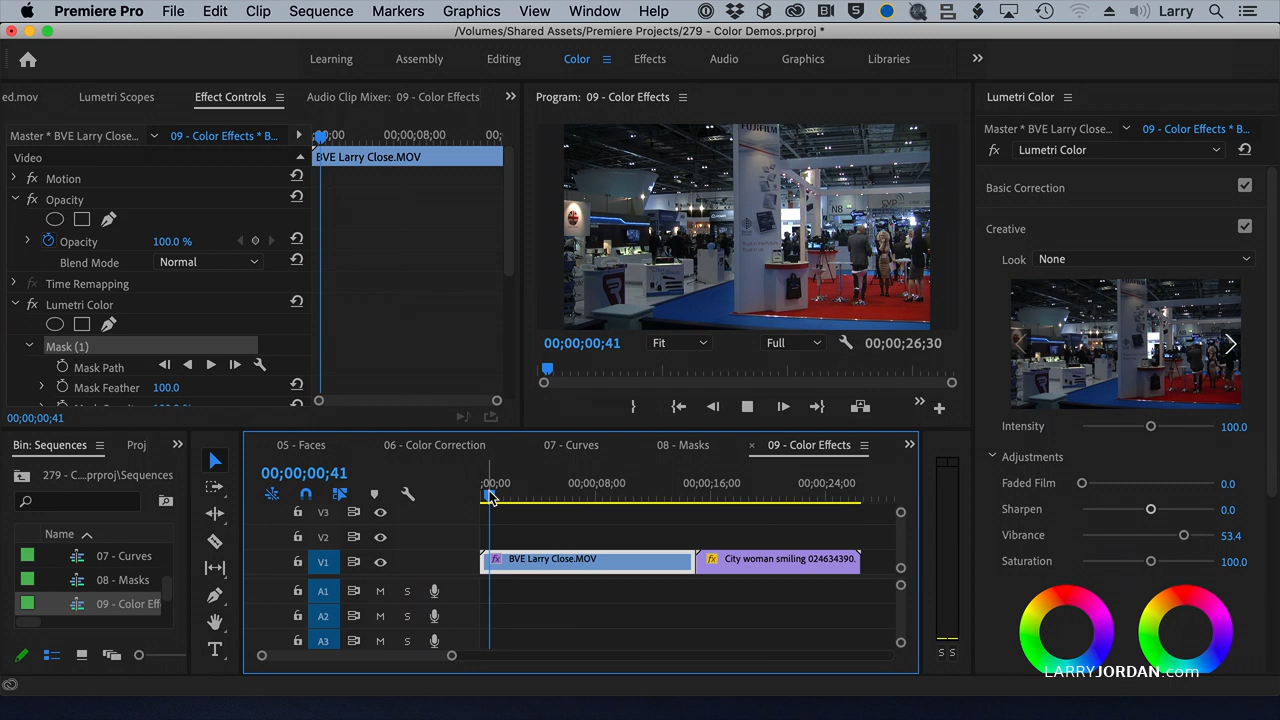 Premiere Pro File Edit Clip Sequence Markers Graphics View Window Help Larry
/Volumes/Shared Assets/Premiere Projects/279 - Color Demos.prproj *
Learning Assembly Editing Color Effects Audio Graphics Libraries
ed.mov Lumetri Scopes Effect Controls Audio Clip Mixer: 09 - Color Effects
Master * BVE Larry Close... 09 - Color Effects * B...
;00;00 00;00;08;00 00;
Video
BVE Larry Close.MOV
fx Motion
fx Opacity
Opacity 100.0 %
Blend Mode Normal
fx Time Remapping
fx Lumetri Color
Mask (1)
Mask Path
Mask Feather 100.0
00;00;00;41
Program: 09 - Color Effects
FUJIFILM
N8
00;00;00;41 Fit Full 00;00;26;30
Lumetri Color
Master * BVE Larry Close... 09 - Color Effects * B...
fx Lumetri Color
Basic Correction
Creative
Look None
Intensity 100.0
Adjustments
Faded Film 0.0
Sharpen 0.0
Vibrance 53.4
Saturation 100.0
Bin: Sequences Proj
279 - C....prproj\Sequences
Name
07 - Curves
08 - Masks
09 - Color Eff
05 - Faces 06 - Color Correction 07 - Curves 08 - Masks × 09 - Color Effects
00;00;00;41
;00;00 00;00;08;00 00;00;16;00 00;00;24;00
V3
V2
V1 fx BVE Larry Close.MOV fx City woman smiling 024634390.
A1 M S
A2 M S
A3 M S
S S
LARRYJORDAN.com